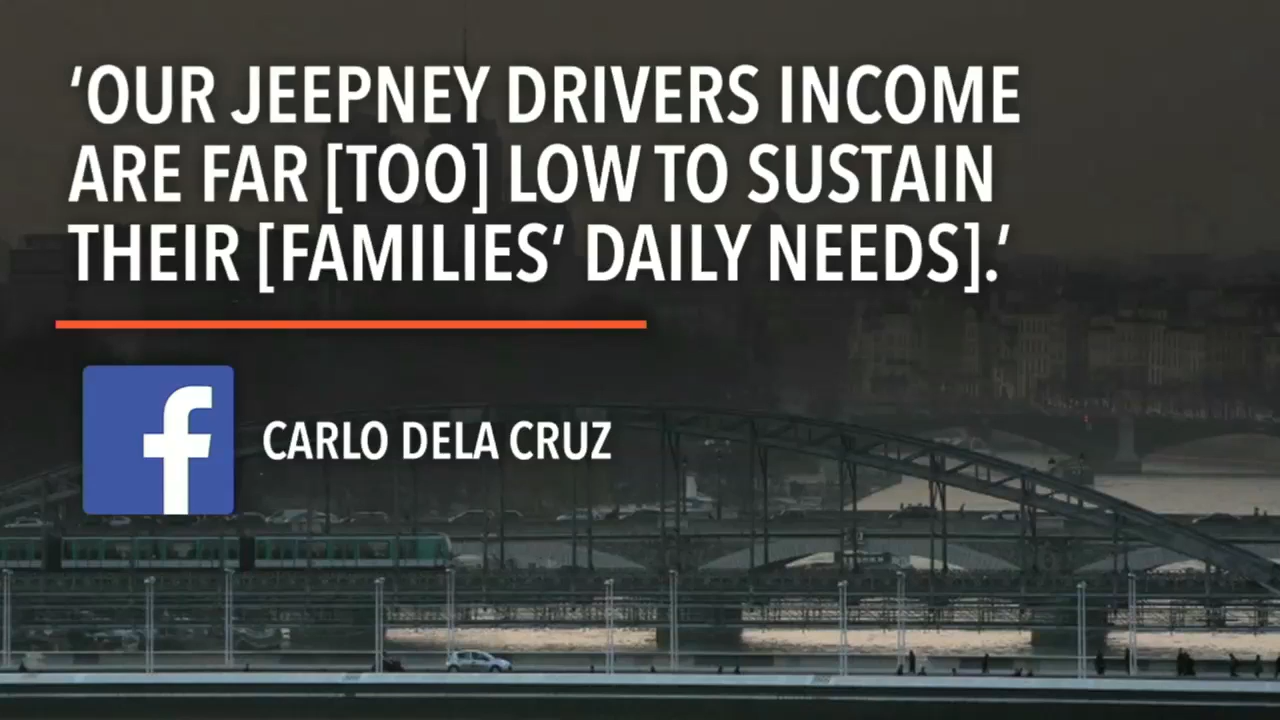 ‘OUR JEEPNEY DRIVERS INCOME
ARE FAR [TOO] LOW TO SUSTAIN
THEIR [FAMILIES’ DAILY NEEDS].’
CARLO DELA CRUZ